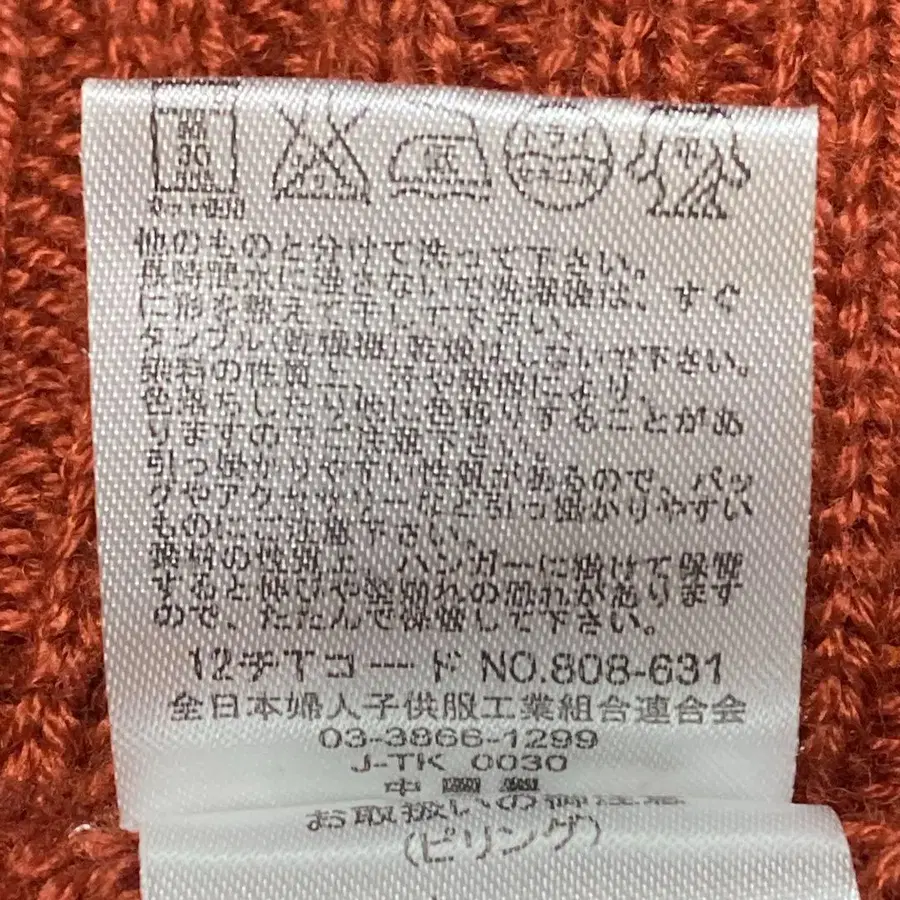 30
ネット使用
ドライ
他のものと分けて洗って下さい。
長時間水に浸さないで洗濯後は、すぐ
に形を整えて干して下さい。
タンブル(乾燥機)乾燥はしないで下さい。
染料の性質上、汗や摩擦により
色落ちしたり他に色移りすることがあ
りますのでご注意下さい。
引っ掛かりやすい性質があるので、バッ
グやアクセサリーなど引っ掛かりやすい
ものにご注意下さい。
素材の性質上、ハンガーに掛けて保管
すると伸びや型崩れの恐れがあります
ので、たたんで保管して下さい。
12チTコード NO.808-631
全日本婦人子供服工業組合連合会
03-3866-1299
J-TK 0030
中国製
お取扱いの御注意
(ピリング)